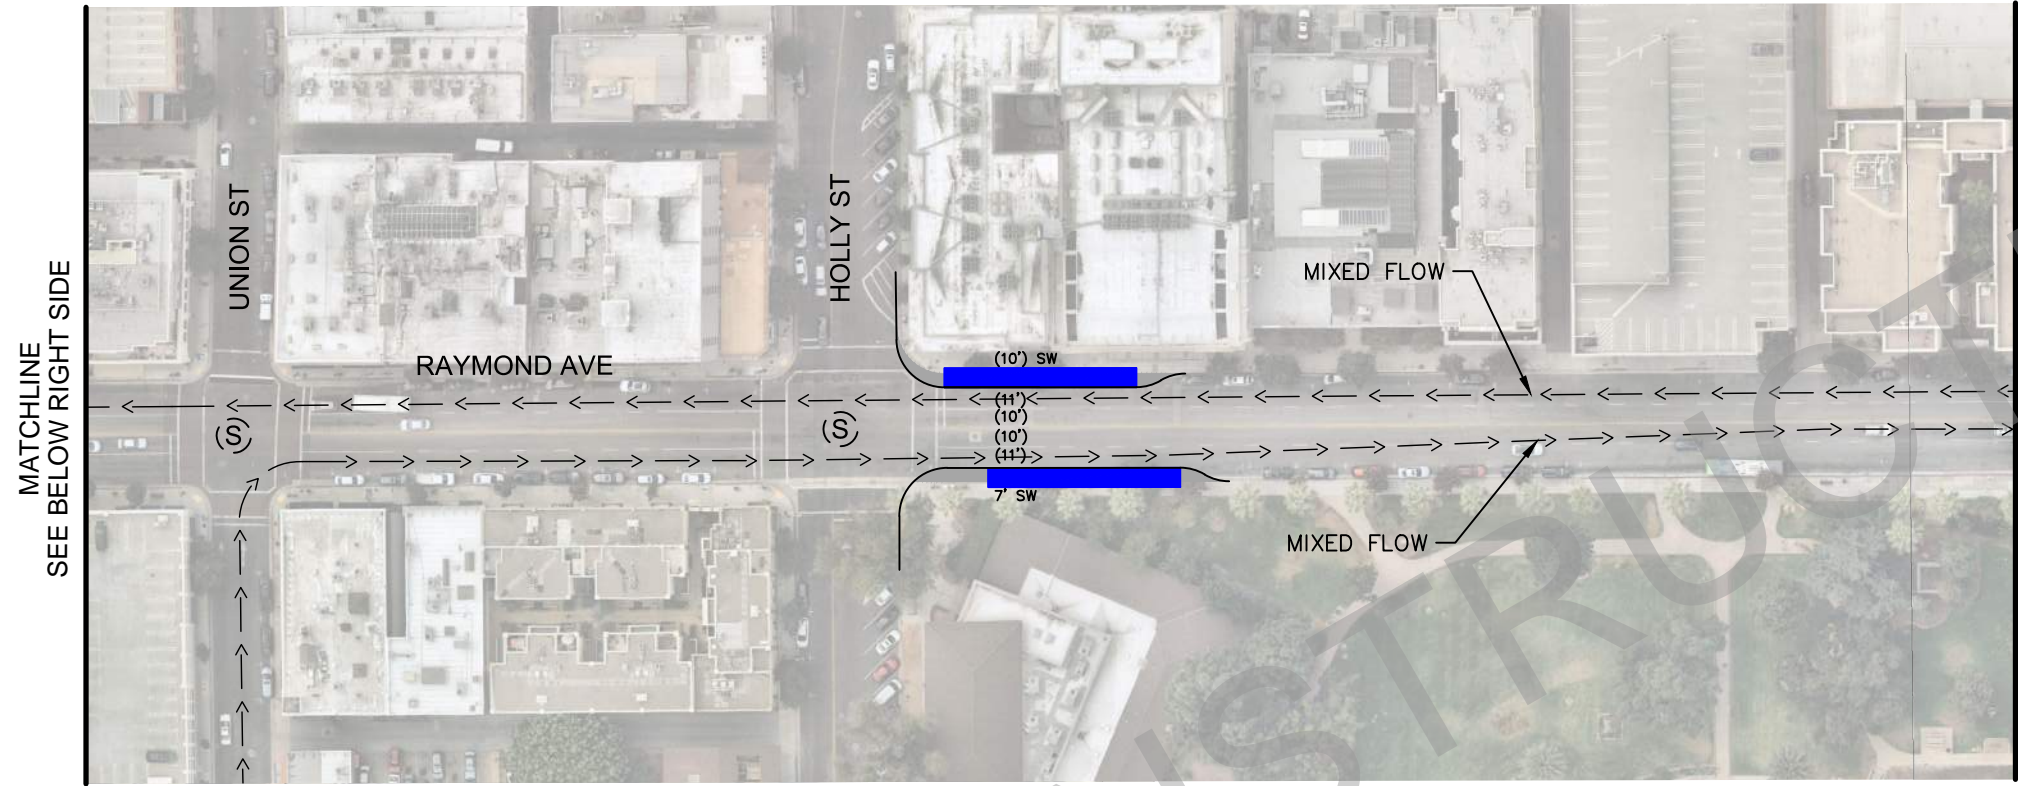 MATCHLINE
SEE BELOW RIGHT SIDE
UNION ST
HOLLY ST
RAYMOND AVE
MIXED FLOW
(10') SW
(11')
(10')
(10')
(11')
7' SW
MIXED FLOW
(S)
(S)
STRUCT